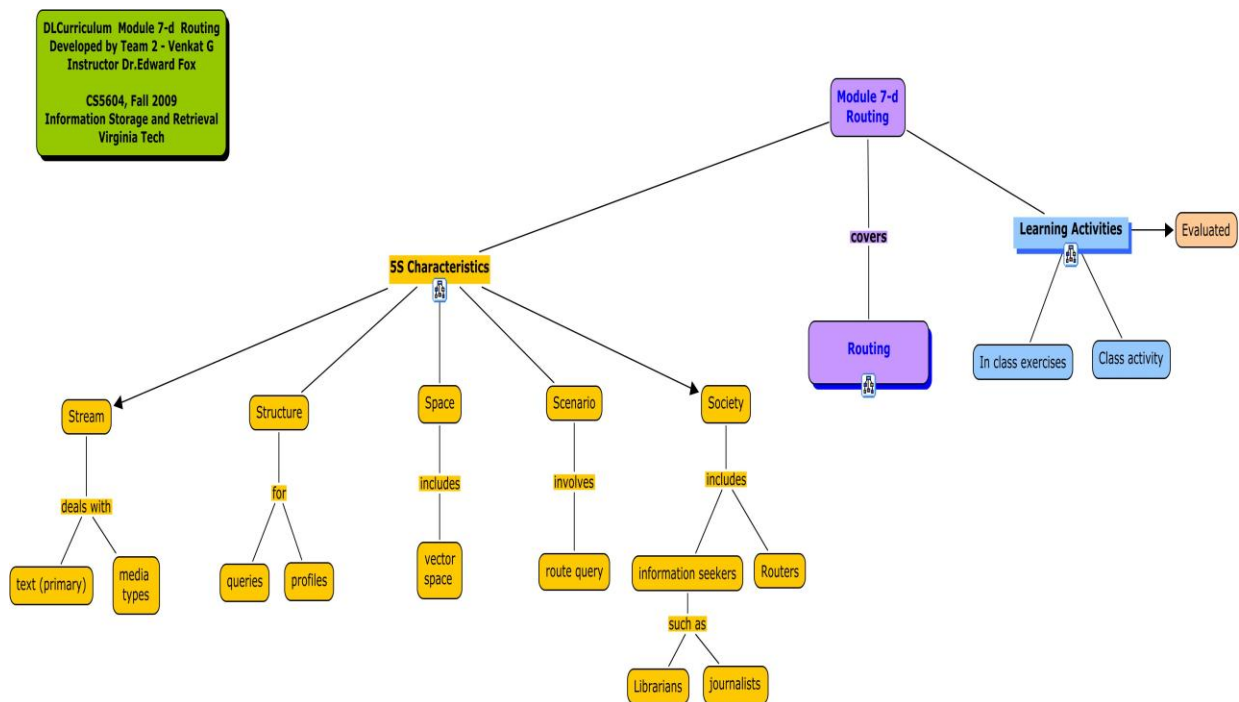 DLCurriculum Module 7-d Routing
Developed by Team 2 - Venkat G
Instructor Dr.Edward Fox
CS5604, Fall 2009
Information Storage and Retrieval
Virginia Tech
Module 7-d
Routing
covers
Routing
Learning Activities
Evaluated
In class exercises
Class activity
5S Characteristics
Stream
Structure
Space
Scenario
Society
deals with
for
includes
involves
includes
text (primary)
media
types
queries
profiles
vector
space
route query
information seekers
Routers
such as
Librarians
journalists